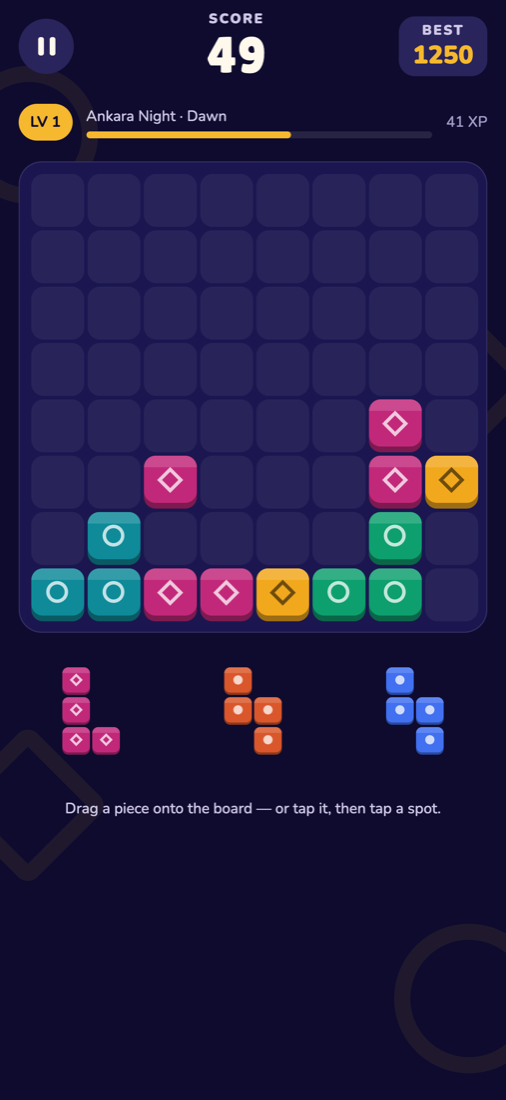 SCORE
49
BEST
1250
LV 1
Ankara Night · Dawn
41 XP
Drag a piece onto the board — or tap it, then tap a spot.